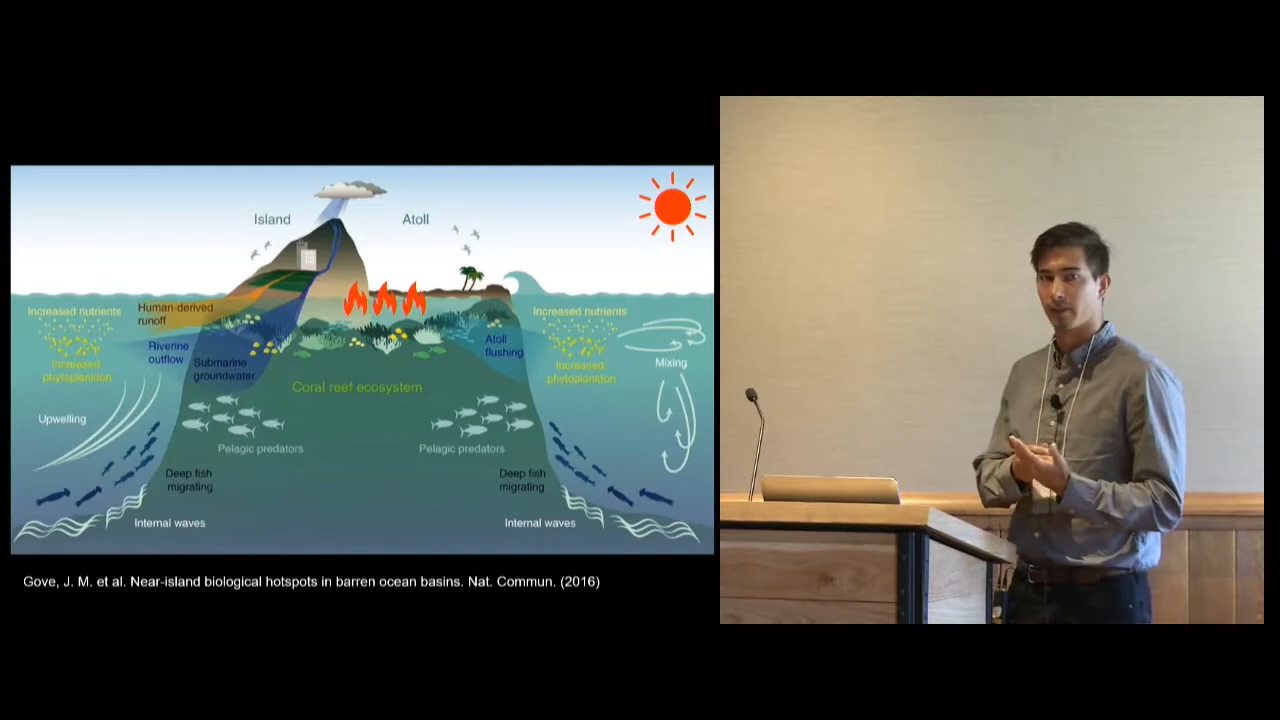 Island
Atoll
Increased nutrients
Human-derived
runoff
Increased nutrients
Riverine
outflow
Atoll
flushing
Submarine
groundwater
Increased
phytoplankton
Increased
phytoplankton
Mixing
Coral reef ecosystem
Upwelling
Pelagic predators
Pelagic predators
Deep fish
migrating
Deep fish
migrating
Internal waves
Internal waves
Gove, J. M. et al. Near-island biological hotspots in barren ocean basins. Nat. Commun. (2016)